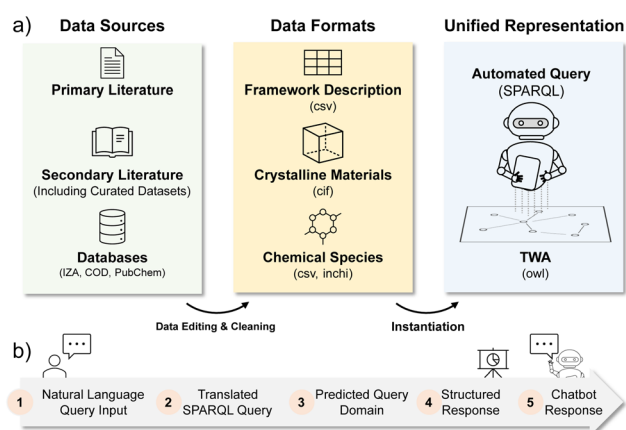 a)
Data Sources
Data Formats
Unified Representation
Primary Literature
Secondary Literature
(Including Curated Datasets)
Databases
(IZA, COD, PubChem)
Framework Description
(csv)
Crystalline Materials
(cif)
Chemical Species
(csv, inchi)
Automated Query
(SPARQL)
TWA
(owl)
Data Editing & Cleaning
Instantiation
b)
1 Natural Language
Query Input
2 Translated
SPARQL Query
3 Predicted Query
Domain
4 Structured
Response
5 Chatbot
Response